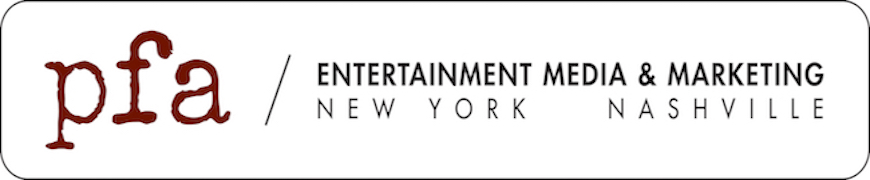 pfa / ENTERTAINMENT MEDIA & MARKETING
NEW YORK NASHVILLE